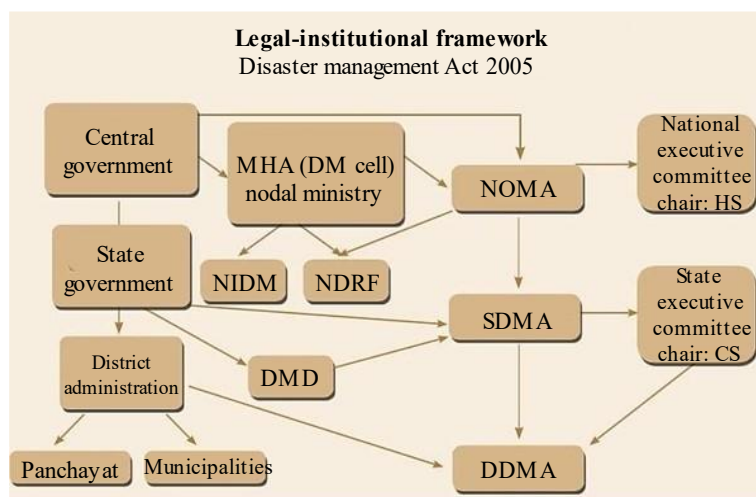 Legal-institutional framework
Disaster management Act 2005
Central
government
MHA (DM cell)
nodal ministry
NOMA
National
executive
committee
chair: HS
State
government
NIDM
NDRF
SDMA
State
executive
committee
chair: CS
District
administration
DMD
Panchayat
Municipalities
DDMA